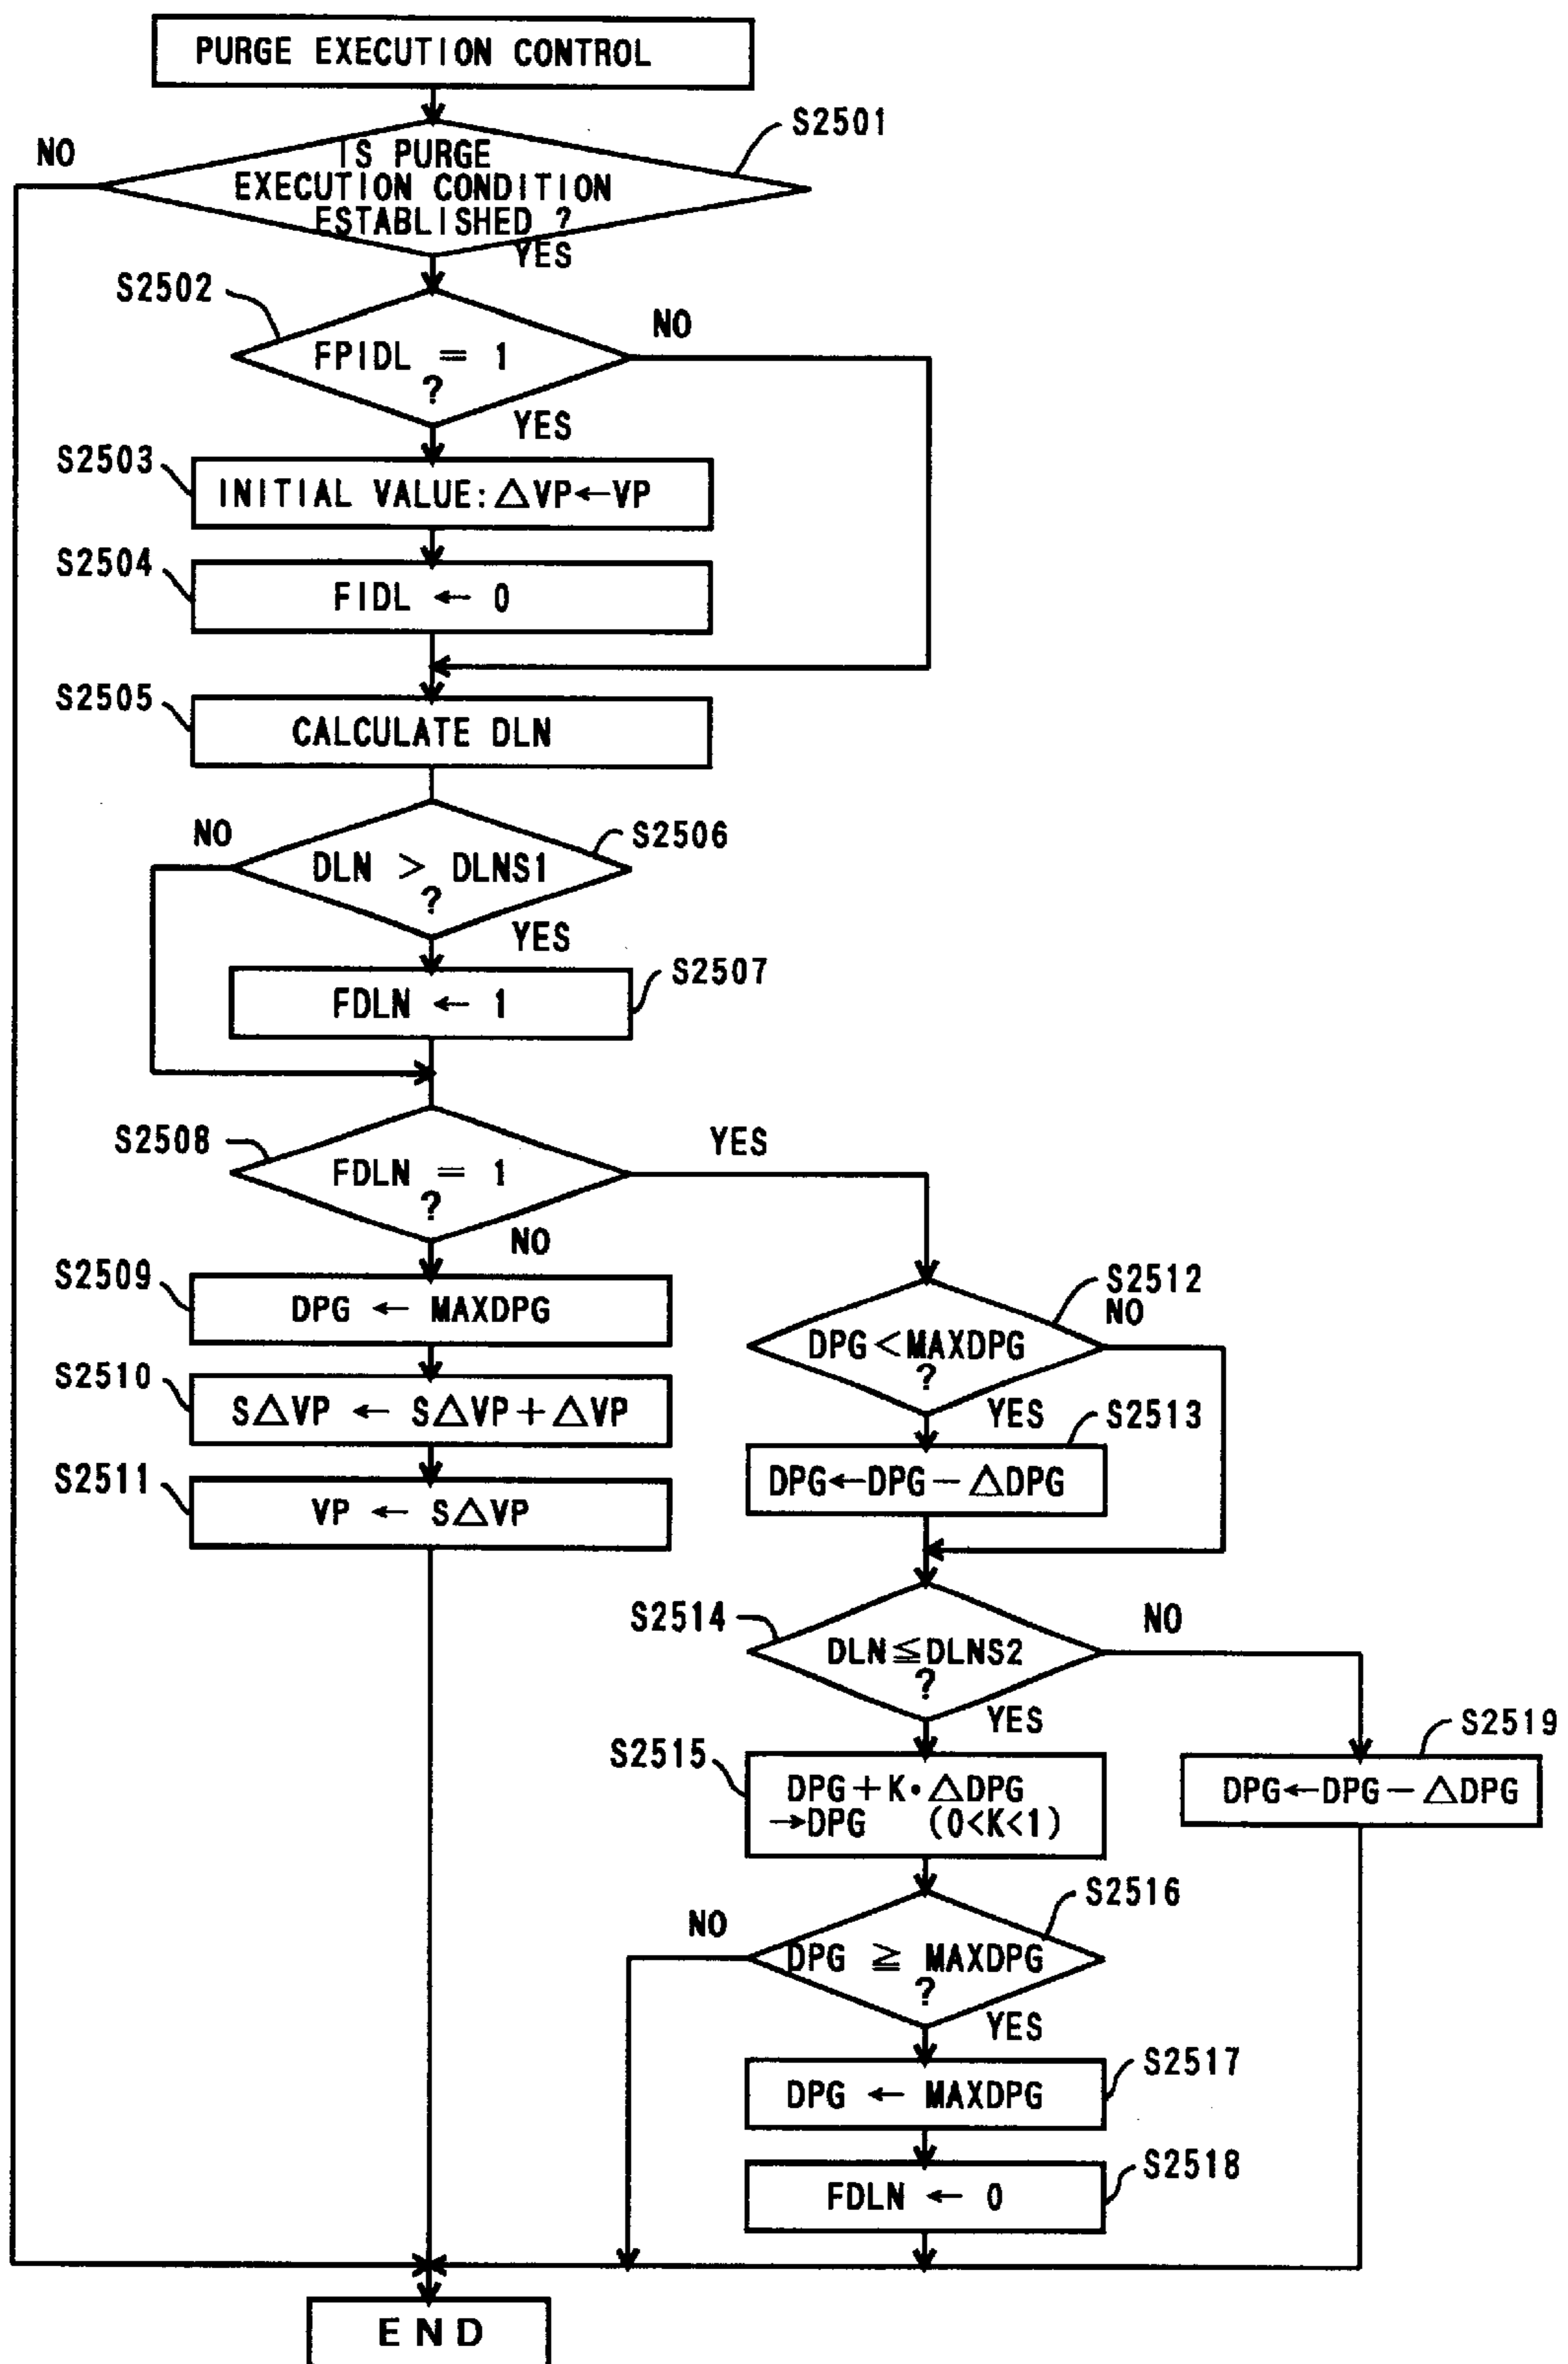 PURGE EXECUTION CONTROL
S2501
NO
IS PURGE
EXECUTION CONDITION
ESTABLISHED ?
YES
S2502
NO
FPIDL = 1
?
YES
S2503
INITIAL VALUE:△VP←VP
S2504
FIDL ← 0
S2505
CALCULATE DLN
NO
S2506
DLN > DLNS1
?
YES
S2507
FDLN ← 1
S2508
YES
FDLN = 1
?
NO
S2509
DPG ← MAXDPG
S2510
S△VP ← S△VP+△VP
S2511
VP ← S△VP
S2512
NO
DPG<MAXDPG
?
YES
S2513
DPG←DPG−△DPG
S2514
NO
DLN≦DLNS2
?
YES
S2519
DPG←DPG−△DPG
S2515
DPG+K・△DPG
→DPG (0<K<1)
S2516
NO
DPG ≧ MAXDPG
?
YES
S2517
DPG ← MAXDPG
S2518
FDLN ← 0
END